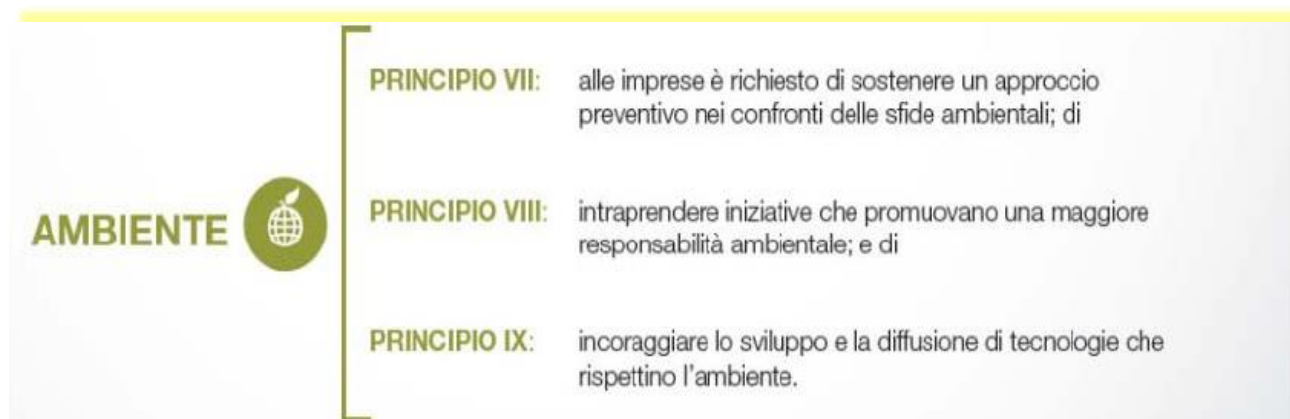 PRINCIPIO VII: alle imprese è richiesto di sostenere un approccio
preventivo nei confronti delle sfide ambientali; di
AMBIENTE
PRINCIPIO VIII: intraprendere iniziative che promuovano una maggiore
responsabilità ambientale; e di
PRINCIPIO IX: incoraggiare lo sviluppo e la diffusione di tecnologie che
rispettino l'ambiente.